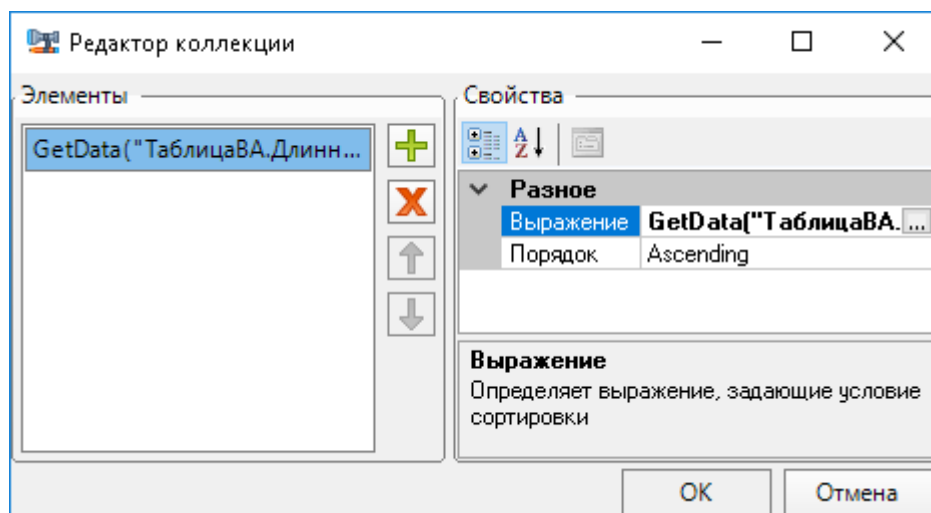 Редактор коллекции
Элементы
GetData("ТаблицаВА.Длинн...
Свойства
Разное
Выражение GetData("ТаблицаВА. ...
Порядок Ascending
Выражение
Определяет выражение, задающие условие
сортировки
OK Отмена